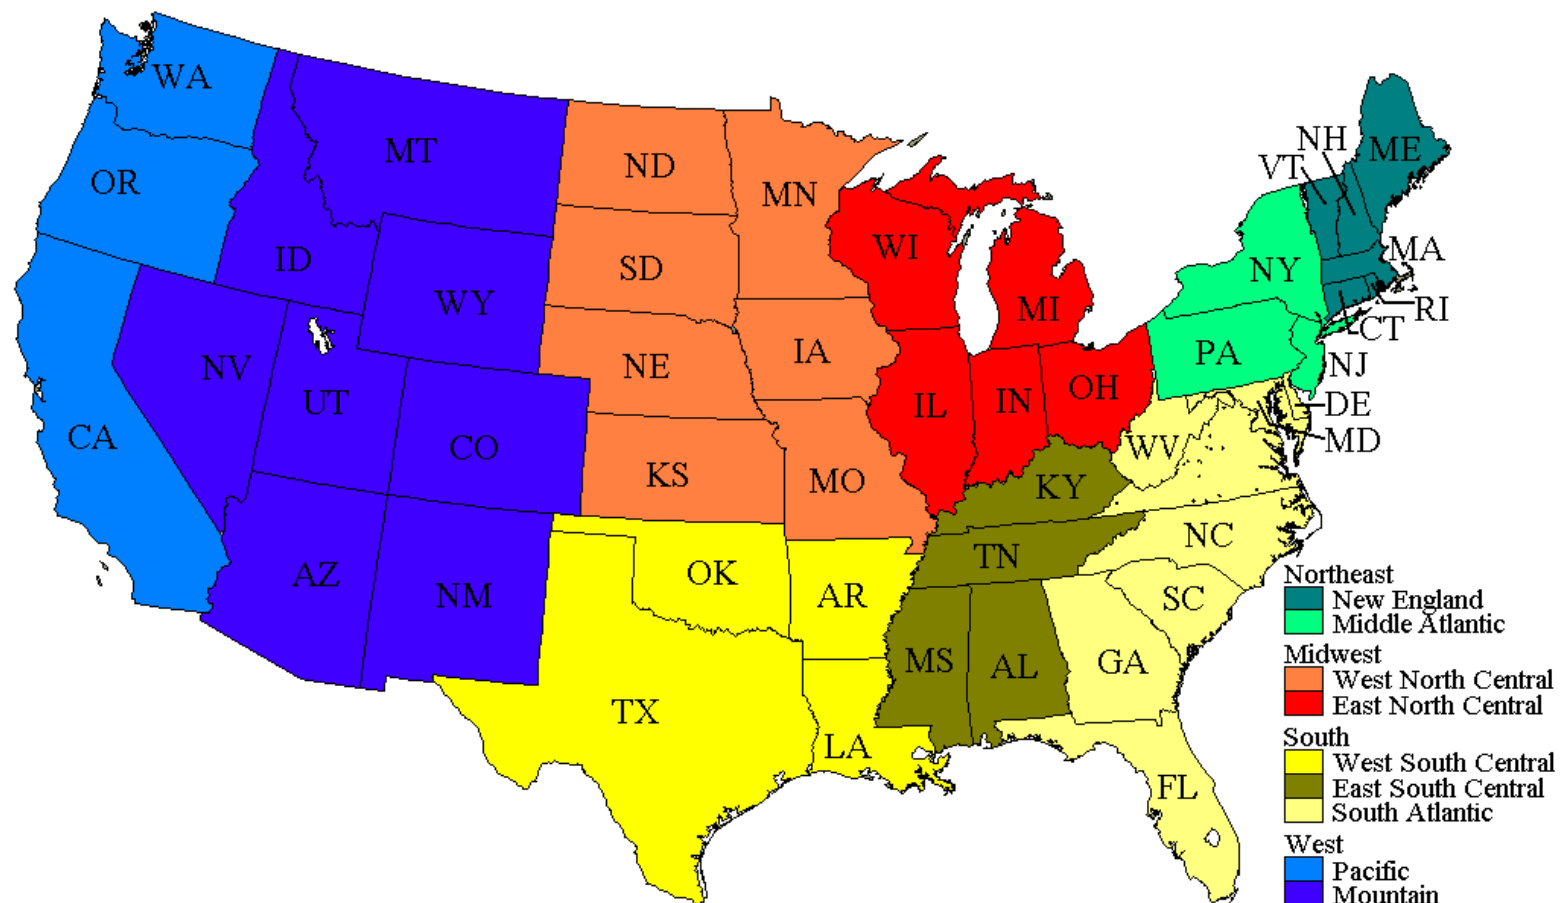 WA
MT
ND
MN
OR
ID
WY
SD
WI
MI
NH
VT
ME
NY
MA
RI
CT
NV
UT
CO
NE
IA
IL
IN
OH
PA
NJ
DE
MD
CA
KS
MO
KY
WV
AZ
NM
OK
AR
TN
NC
SC
TX
LA
MS
AL
GA
FL
Northeast
New England
Middle Atlantic
Midwest
West North Central
East North Central
South
West South Central
East South Central
South Atlantic
West
Pacific
Mountain